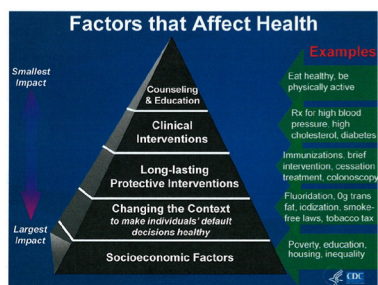 Factors that Affect Health
Examples
Smallest
Impact
Largest
Impact
Counseling
& Education
Clinical
Interventions
Long-lasting
Protective Interventions
Changing the Context
to make individuals' default
decisions healthy
Socioeconomic Factors
Eat healthy, be
physically active
Rx for high blood
pressure, high
cholesterol, diabetes
Immunizations, brief
intervention, cessation
treatment, colonoscopy
Fluoridation, 0g trans
fat, iodization, smoke-
free laws, tobacco tax
Poverty, education,
housing, inequality
CDC